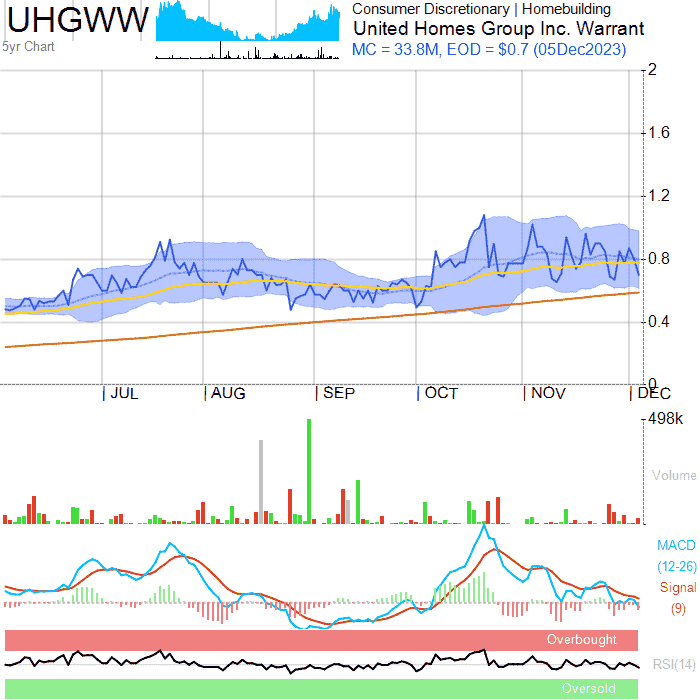 UHGWW
5yr Chart
Consumer Discretionary | Homebuilding
United Homes Group Inc. Warrant
MC = 33.8M, EOD = $0.7 (05Dec2023)
2
1.6
1.2
0.8
0.4
0
JUL AUG SEP OCT NOV DEC
498k
Volume
MACD
(12-26)
Signal
(9)
Overbought
RSI(14)
Oversold